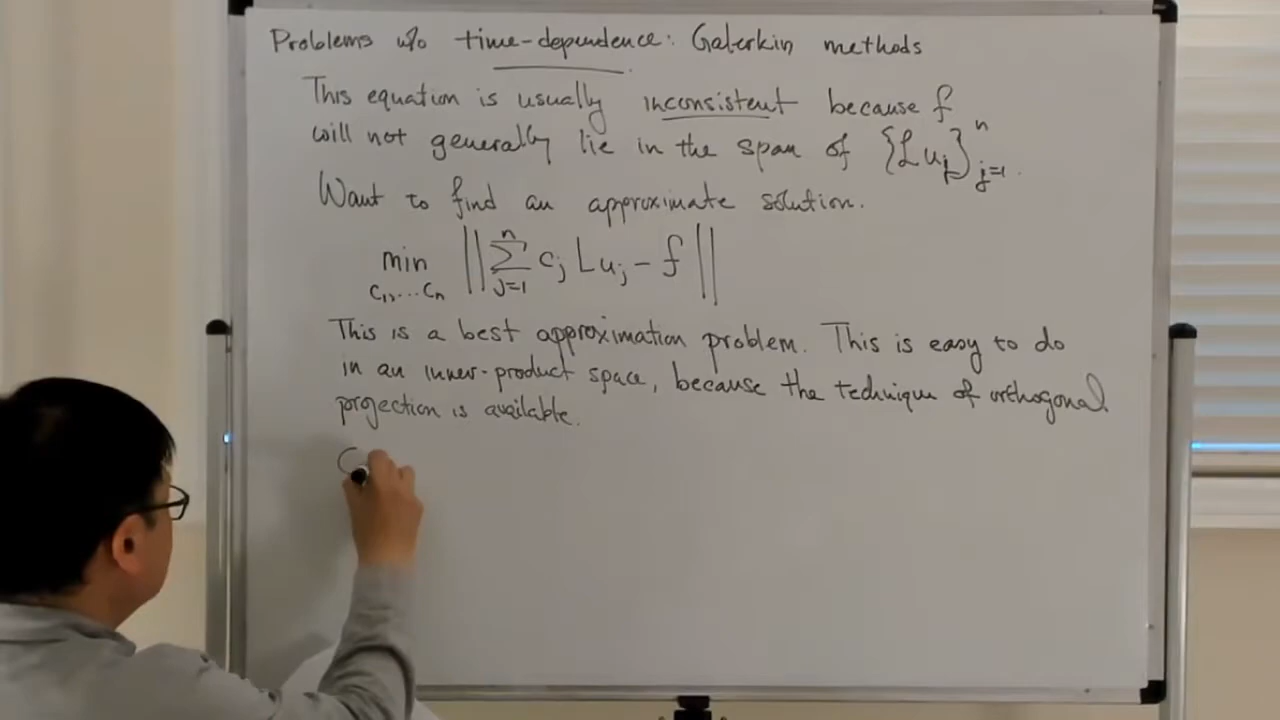 Problems w/o time-dependence: Galerkin methods
This equation is usually inconsistent because f
will not generally lie in the span of {Lu_j}_{j=1}^n.
Want to find an approximate solution.
min_{c_1,...c_n} ||∑_{j=1}^n c_j Lu_j - f||
This is a best approximation problem. This is easy to do
in an inner-product space, because the technique of orthogonal
projection is available.
C